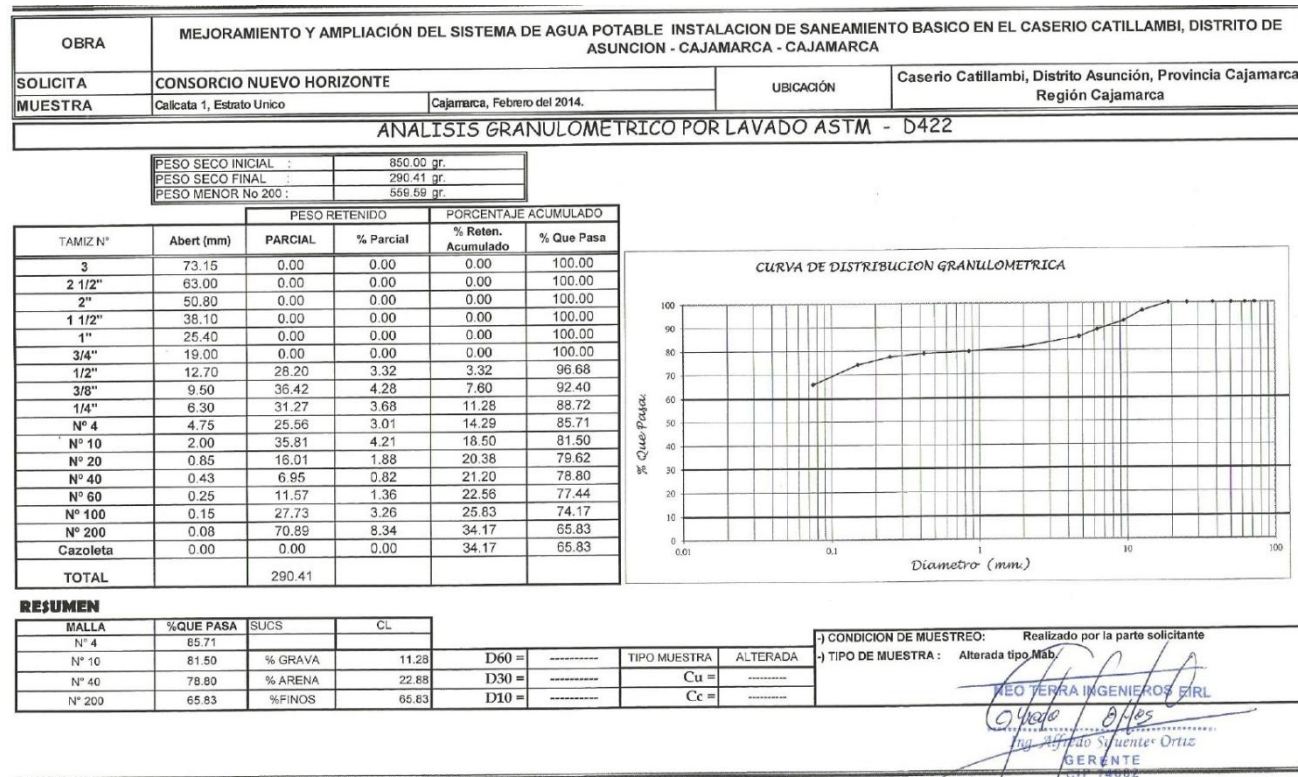 OBRA
MEJORAMIENTO Y AMPLIACIÓN DEL SISTEMA DE AGUA POTABLE INSTALACION DE SANEAMIENTO BASICO EN EL CASERIO CATILLAMBI, DISTRITO DE
ASUNCION - CAJAMARCA - CAJAMARCA
SOLICITA CONSORCIO NUEVO HORIZONTE
MUESTRA Calicata 1, Estrato Unico Cajamarca, Febrero del 2014.
UBICACIÓN
Caserio Catillambi, Distrito Asunción, Provincia Cajamarca
Región Cajamarca
ANALISIS GRANULOMETRICO POR LAVADO ASTM - D422
PESO SECO INICIAL : 850.00 gr.
PESO SECO FINAL : 290.41 gr.
PESO MENOR No 200 : 559.59 gr.
PESO RETENIDO PORCENTAJE ACUMULADO
TAMIZ N° Abert (mm) PARCIAL % Parcial % Reten. Acumulado % Que Pasa
3 73.15 0.00 0.00 0.00 100.00
2 1/2" 63.00 0.00 0.00 0.00 100.00
2" 50.80 0.00 0.00 0.00 100.00
1 1/2" 38.10 0.00 0.00 0.00 100.00
1" 25.40 0.00 0.00 0.00 100.00
3/4" 19.00 0.00 0.00 0.00 100.00
1/2" 12.70 28.20 3.32 3.32 96.68
3/8" 9.50 36.42 4.28 7.60 92.40
1/4" 6.30 31.27 3.68 11.28 88.72
Nº 4 4.75 25.56 3.01 14.29 85.71
Nº 10 2.00 35.81 4.21 18.50 81.50
Nº 20 0.85 16.01 1.88 20.38 79.62
Nº 40 0.43 6.95 0.82 21.20 78.80
Nº 60 0.25 11.57 1.36 22.56 77.44
Nº 100 0.15 27.73 3.26 25.83 74.17
Nº 200 0.08 70.89 8.34 34.17 65.83
Cazoleta 0.00 0.00 0.00 34.17 65.83
TOTAL 290.41
CURVA DE DISTRIBUCION GRANULOMETRICA
% Que Pasa
100
90
80
70
60
50
40
30
20
10
0
0.01 0.1 1 10 100
Diametro (mm.)
RESUMEN
MALLA %QUE PASA SUCS CL
N° 4 85.71
N° 10 81.50 % GRAVA 11.28 D60 = ---------- TIPO MUESTRA ALTERADA
N° 40 78.80 % ARENA 22.88 D30 = ---------- Cu = ----------
N° 200 65.83 %FINOS 65.83 D10 = ---------- Cc = ----------
-) CONDICION DE MUESTREO: Realizado por la parte solicitante
-) TIPO DE MUESTRA : Alterada tipo Mab.
NEO TERRA INGENIEROS EIRL
Ing. Alfredo Sifuentes Ortiz
GERENTE